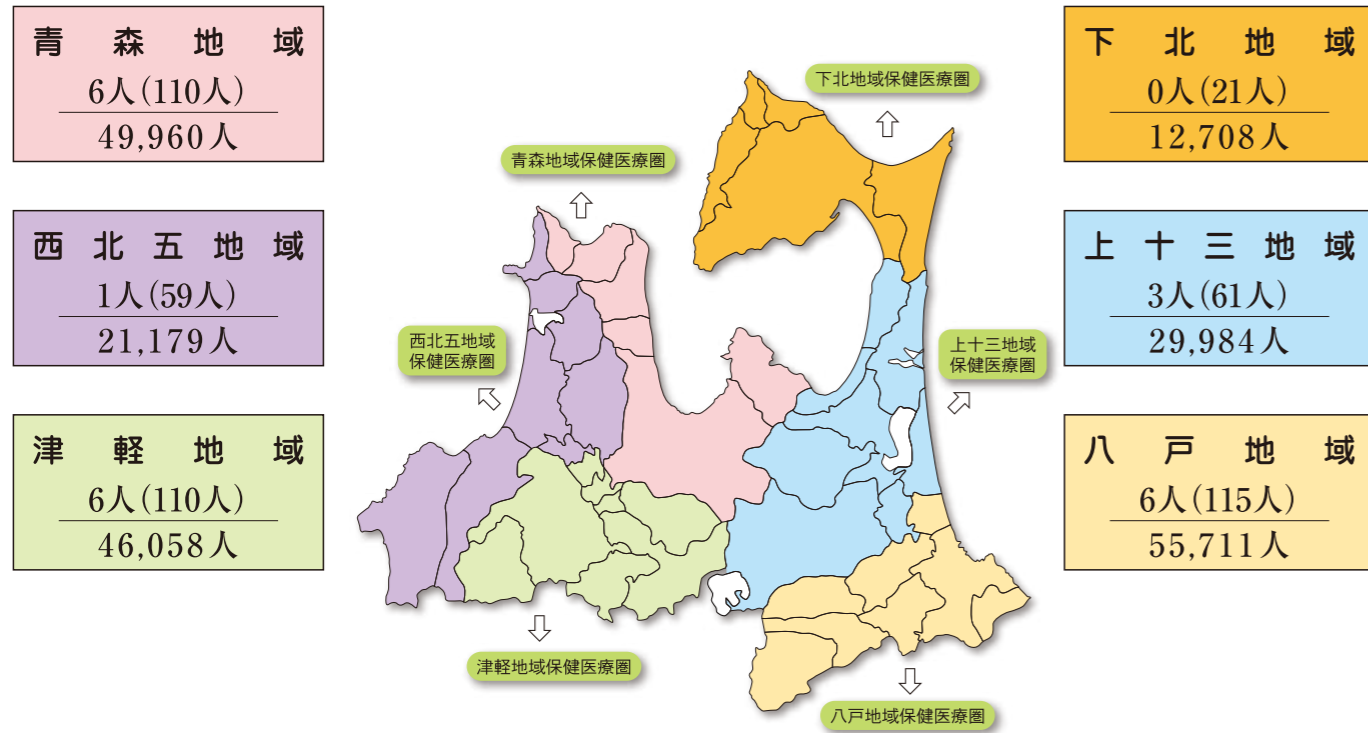 青森地域
6人(110人)
49,960人
西北五地域
1人(59人)
21,179人
津軽地域
6人(110人)
46,058人
下北地域保健医療圏
青森地域保健医療圏
西北五地域
保健医療圏
上十三地域
保健医療圏
津軽地域保健医療圏
八戸地域保健医療圏
下北地域
0人(21人)
12,708人
上十三地域
3人(61人)
29,984人
八戸地域
6人(115人)
55,711人